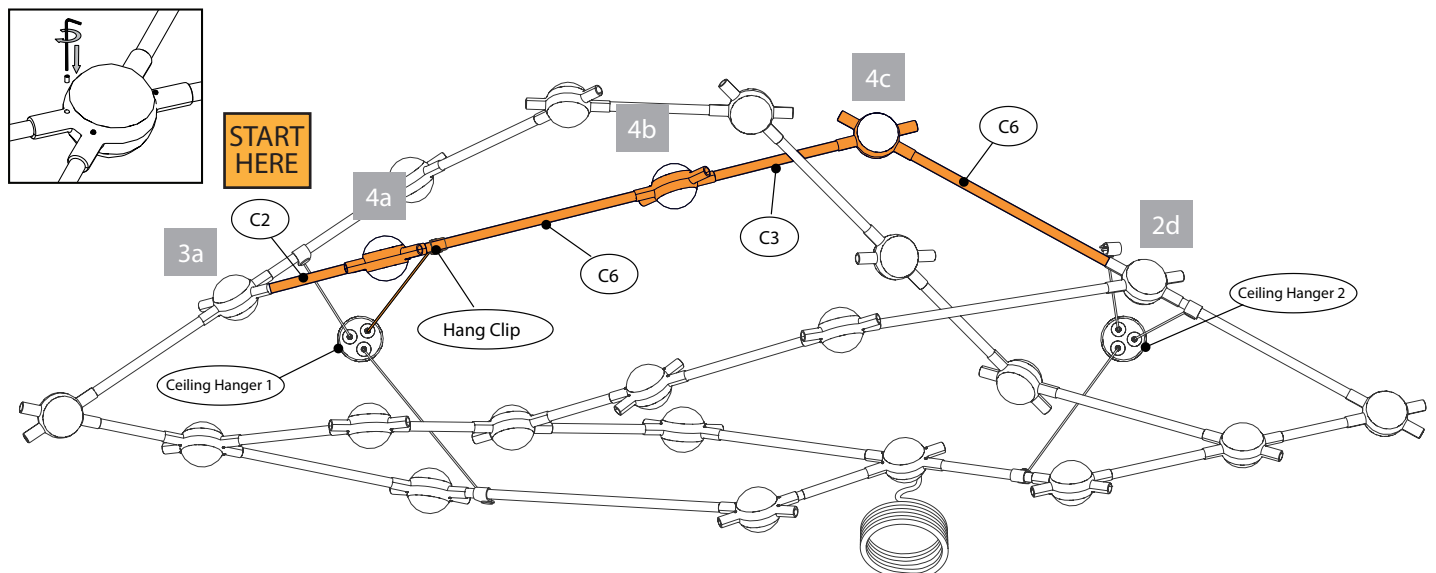 4c
4b
START
HERE
C6
4a
C2
C3
3a
2d
C6
Hang Clip
Ceiling Hanger 2
Ceiling Hanger 1